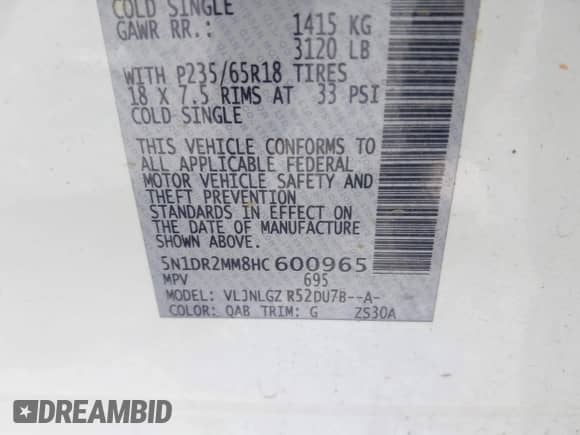 COLD SINGLE
GAWR RR.: 1415 KG
3120 LB
WITH P235/65R18 TIRES
18 X 7.5 RIMS AT 33 PSI
COLD SINGLE
THIS VEHICLE CONFORMS TO
ALL APPLICABLE FEDERAL
MOTOR VEHICLE SAFETY AND
THEFT PREVENTION
STANDARDS IN EFFECT ON
THE DATE OF MANUFACTURE
SHOWN ABOVE.
5N1DR2MM8HC600965
MPV 695
MODEL: VLJNLGZ R52DU7B--A-
COLOR: QAB TRIM: G ZS30A
DREAMBID